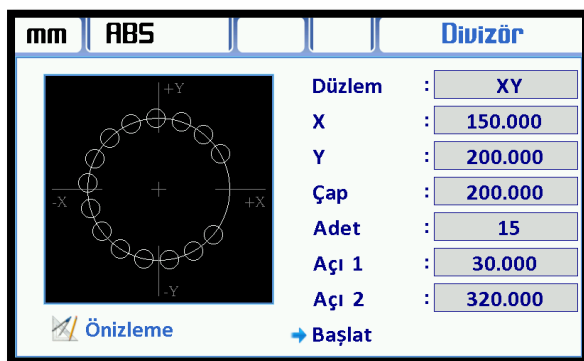 mm ABS Divizör
+Y
-X +X
-Y
Düzlem : XY
X : 150.000
Y : 200.000
Çap : 200.000
Adet : 15
Açı 1 : 30.000
Açı 2 : 320.000
Önizleme
Başlat